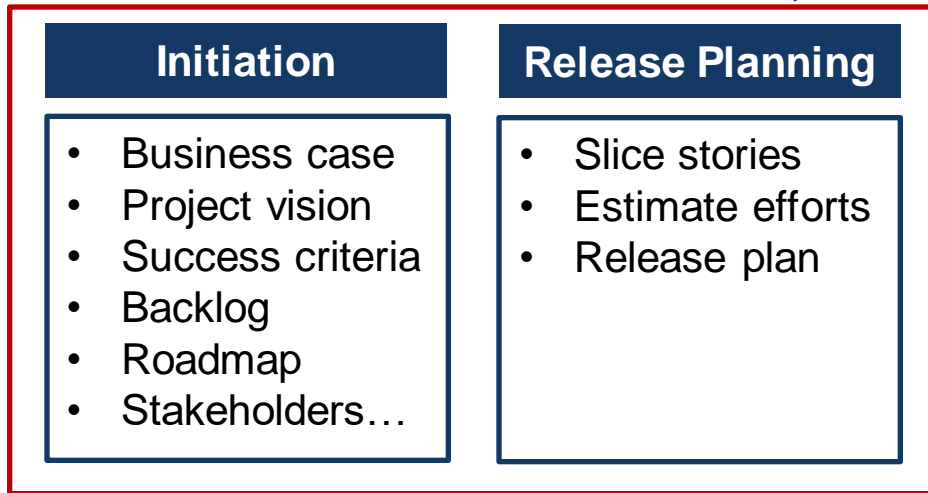 Initiation
• Business case
• Project vision
• Success criteria
• Backlog
• Roadmap
• Stakeholders…
Release Planning
• Slice stories
• Estimate efforts
• Release plan